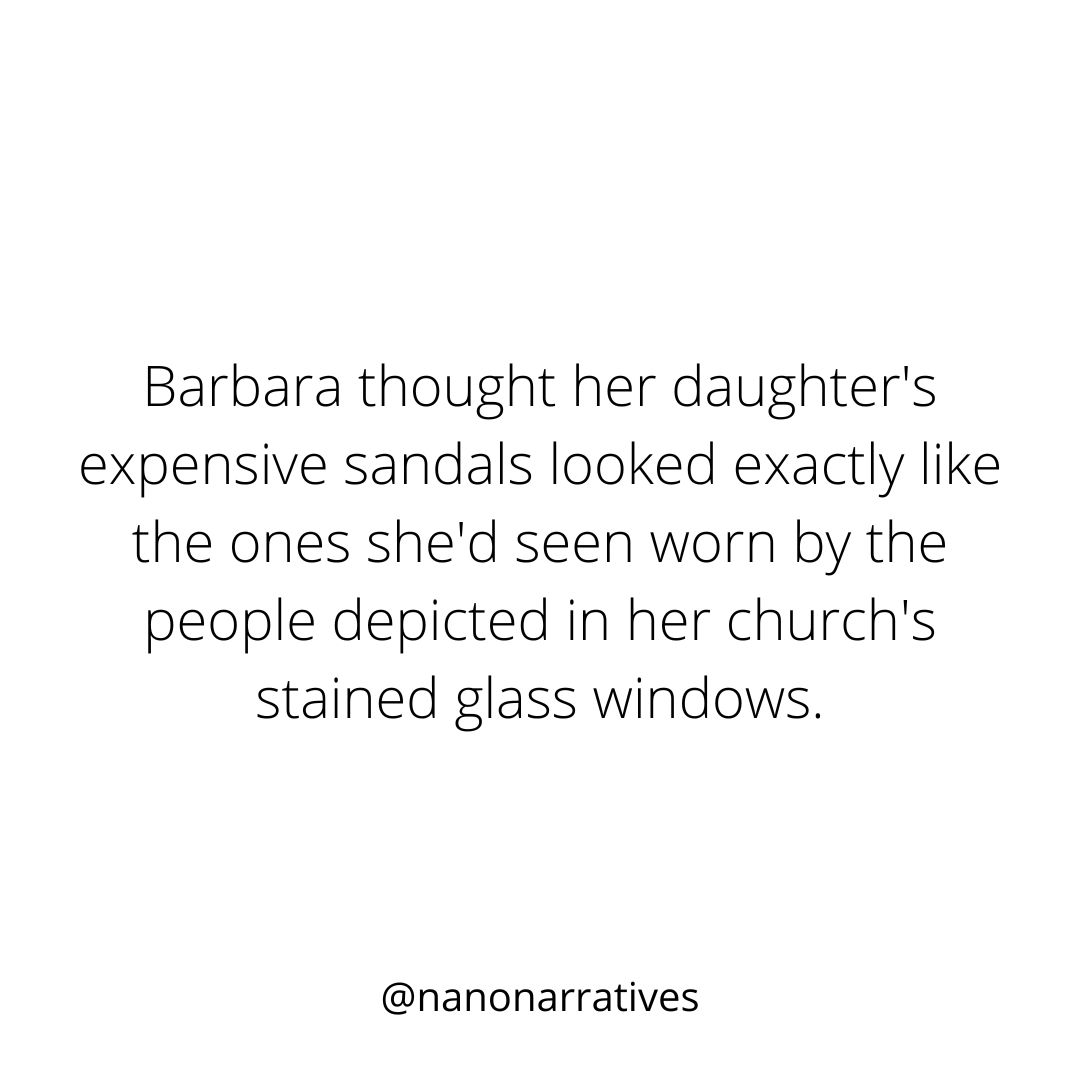 Barbara thought her daughter's
expensive sandals looked exactly like
the ones she'd seen worn by the
people depicted in her church's
stained glass windows.
@nanonarratives